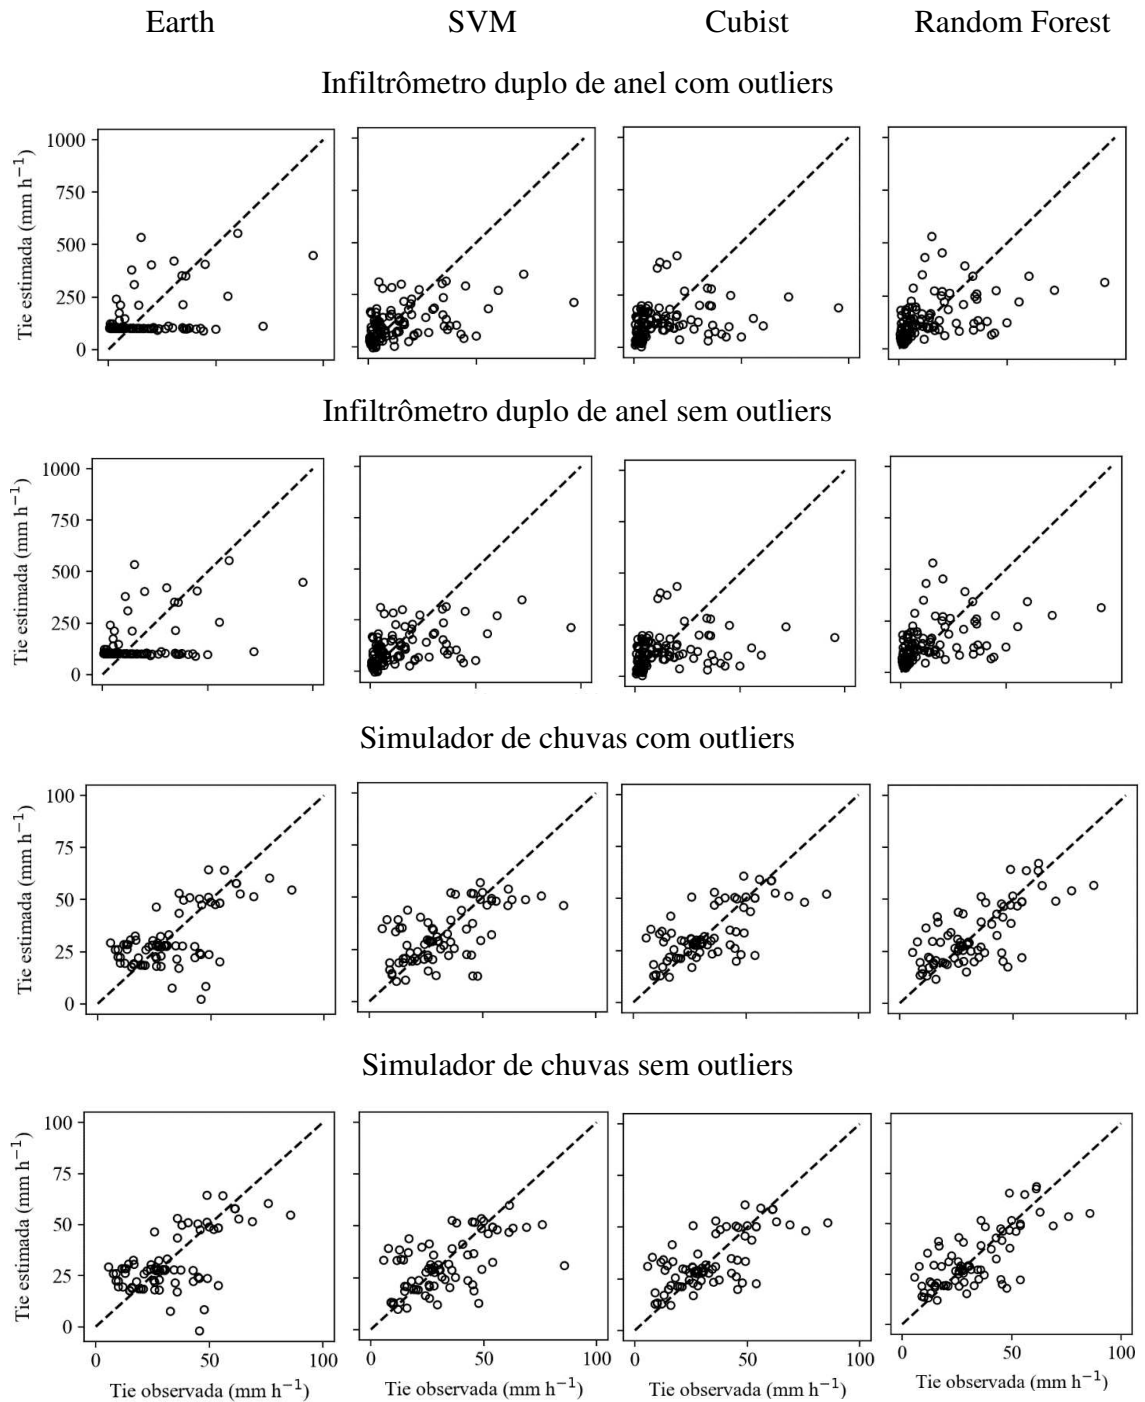 Earth SVM Cubist Random Forest
Infiltrômetro duplo de anel com outliers
Tie estimada (mm h⁻¹)
1000
750
500
250
0
Infiltrômetro duplo de anel sem outliers
Tie estimada (mm h⁻¹)
1000
750
500
250
0
Simulador de chuvas com outliers
Tie estimada (mm h⁻¹)
100
75
50
25
0
Simulador de chuvas sem outliers
Tie estimada (mm h⁻¹)
100
75
50
25
0
0 50 100 0 50 100 0 50 100 0 50 100
Tie observada (mm h⁻¹) Tie observada (mm h⁻¹) Tie observada (mm h⁻¹) Tie observada (mm h⁻¹)